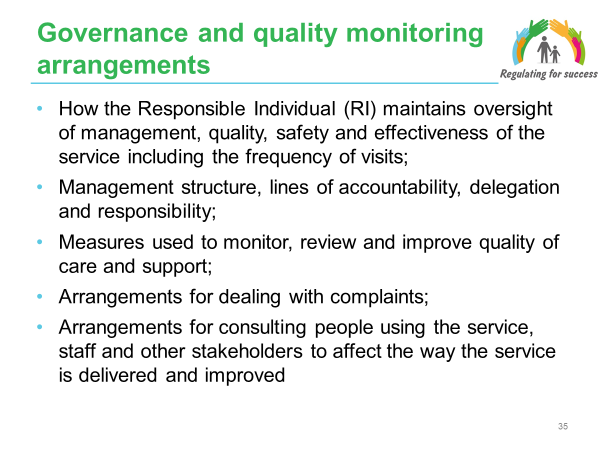 Governance and quality monitoring
arrangements
Regulating for success
• How the Responsible Individual (RI) maintains oversight
of management, quality, safety and effectiveness of the
service including the frequency of visits;
• Management structure, lines of accountability, delegation
and responsibility;
• Measures used to monitor, review and improve quality of
care and support;
• Arrangements for dealing with complaints;
• Arrangements for consulting people using the service,
staff and other stakeholders to affect the way the service
is delivered and improved
35